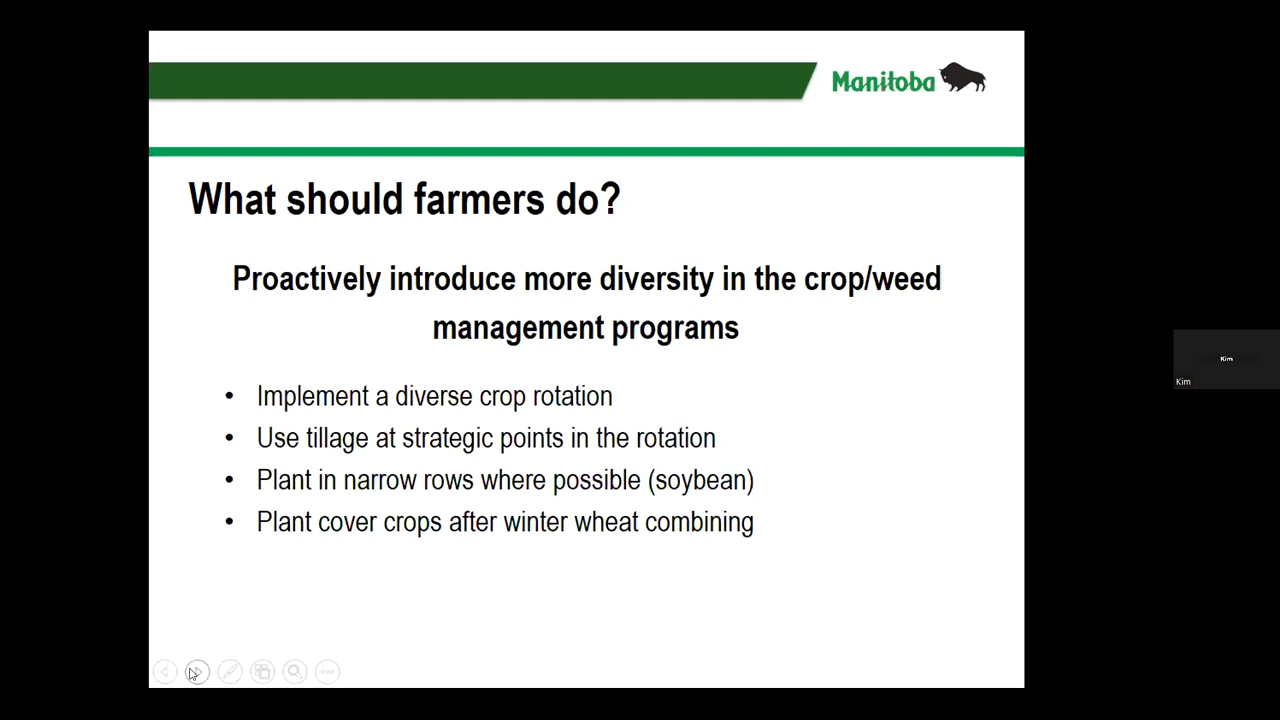 Manitoba
What should farmers do?
Proactively introduce more diversity in the crop/weed
management programs
• Implement a diverse crop rotation
• Use tillage at strategic points in the rotation
• Plant in narrow rows where possible (soybean)
• Plant cover crops after winter wheat combining
Kim
Kim